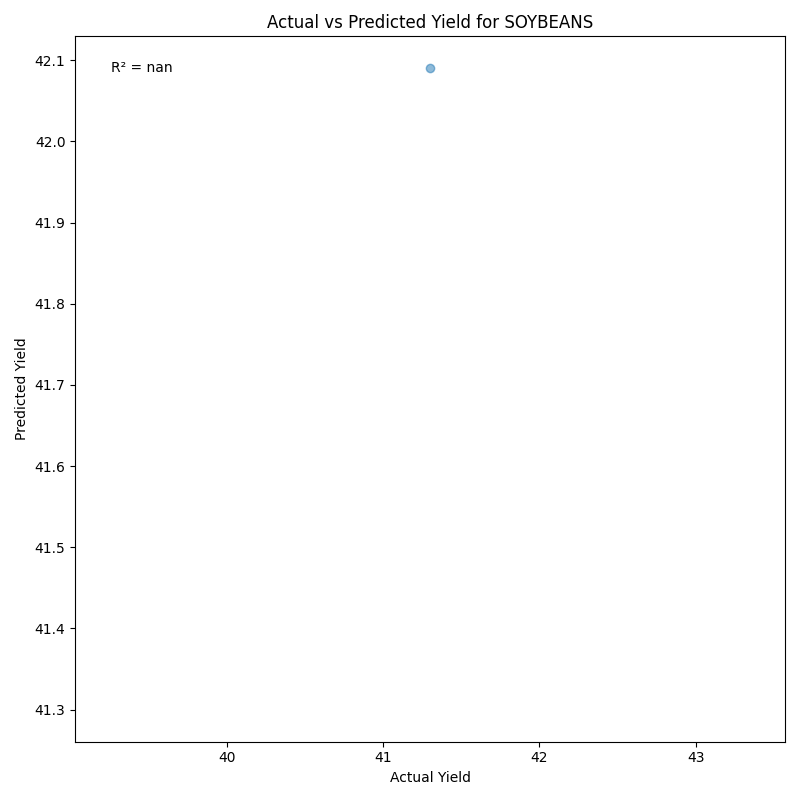 Actual vs Predicted Yield for SOYBEANS
R² = nan
42.1
42.0
41.9
41.8
41.7
41.6
41.5
41.4
41.3
Predicted Yield
40 41 42 43
Actual Yield